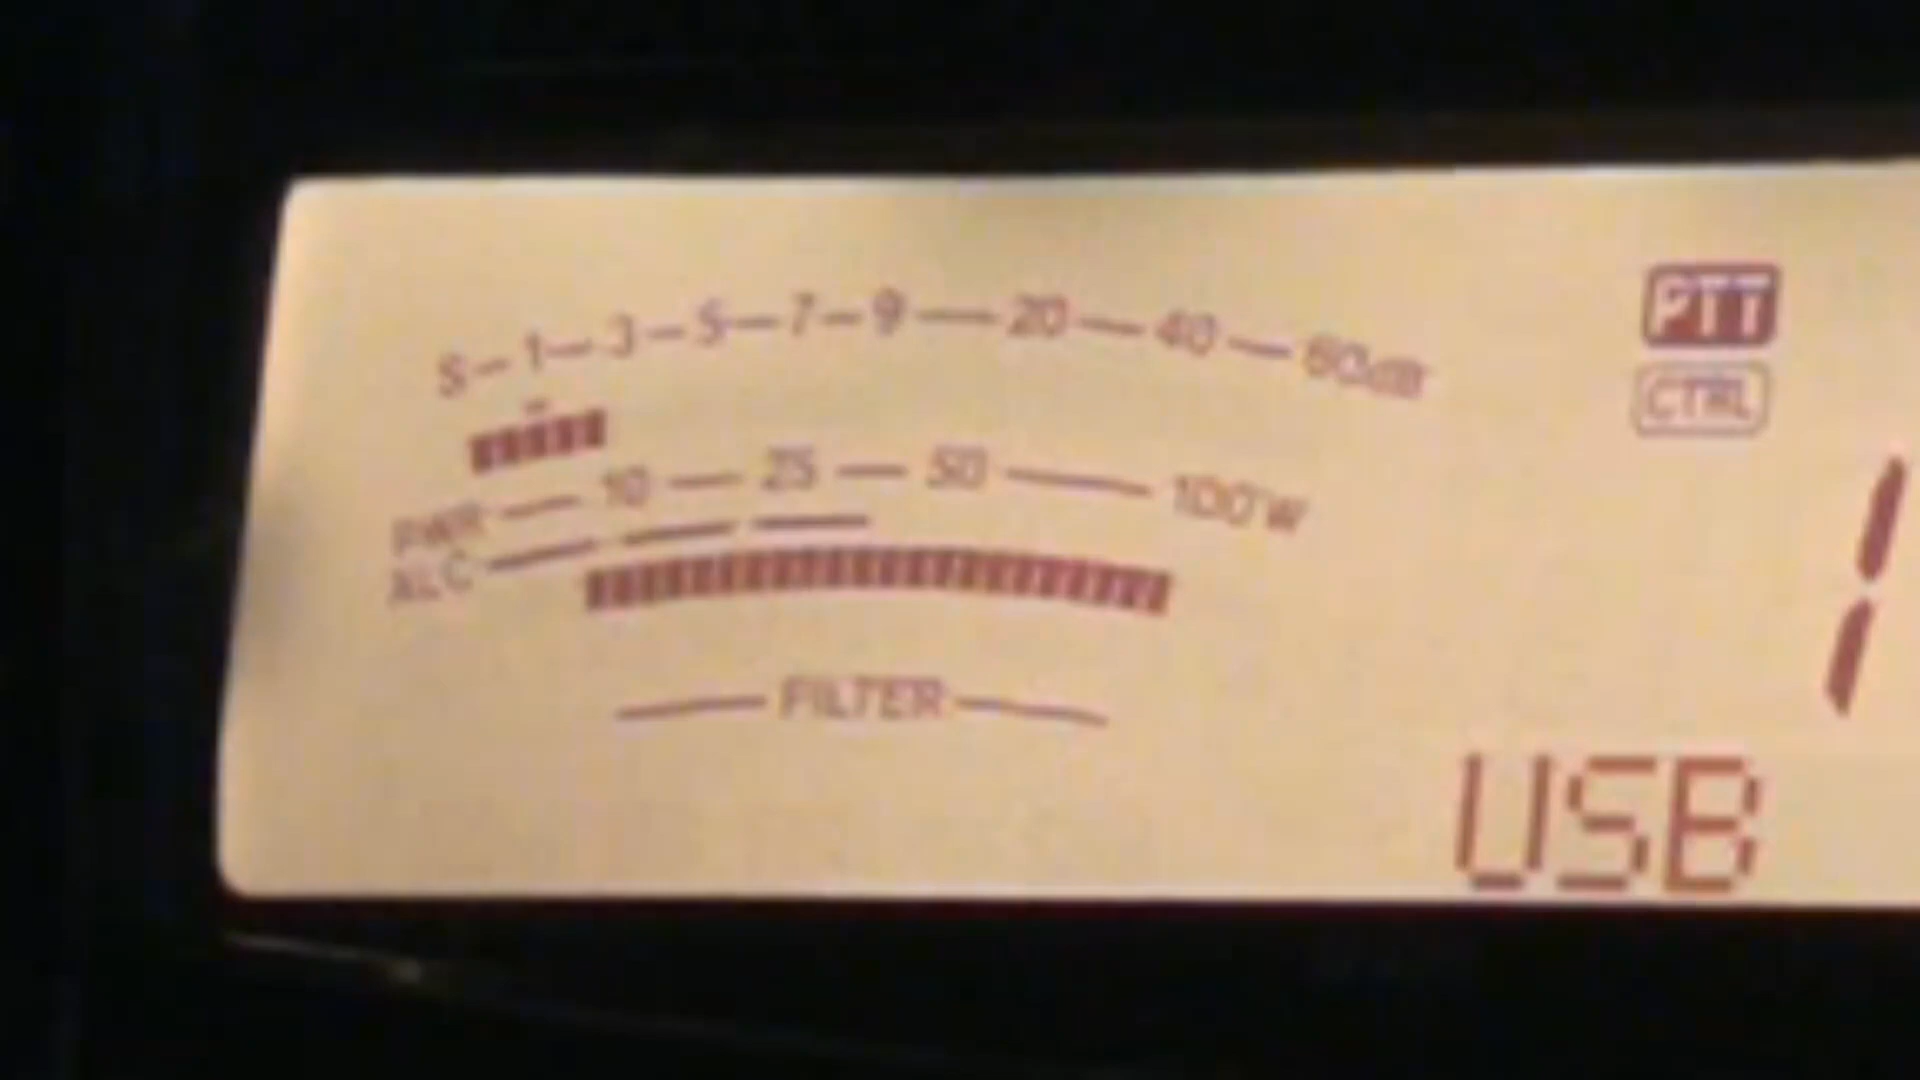 S-1-3-5-7-9-20-40-60dB
PTT
CTRL
PWR-10-25-50-100W
ALC
FILTER
1
USB